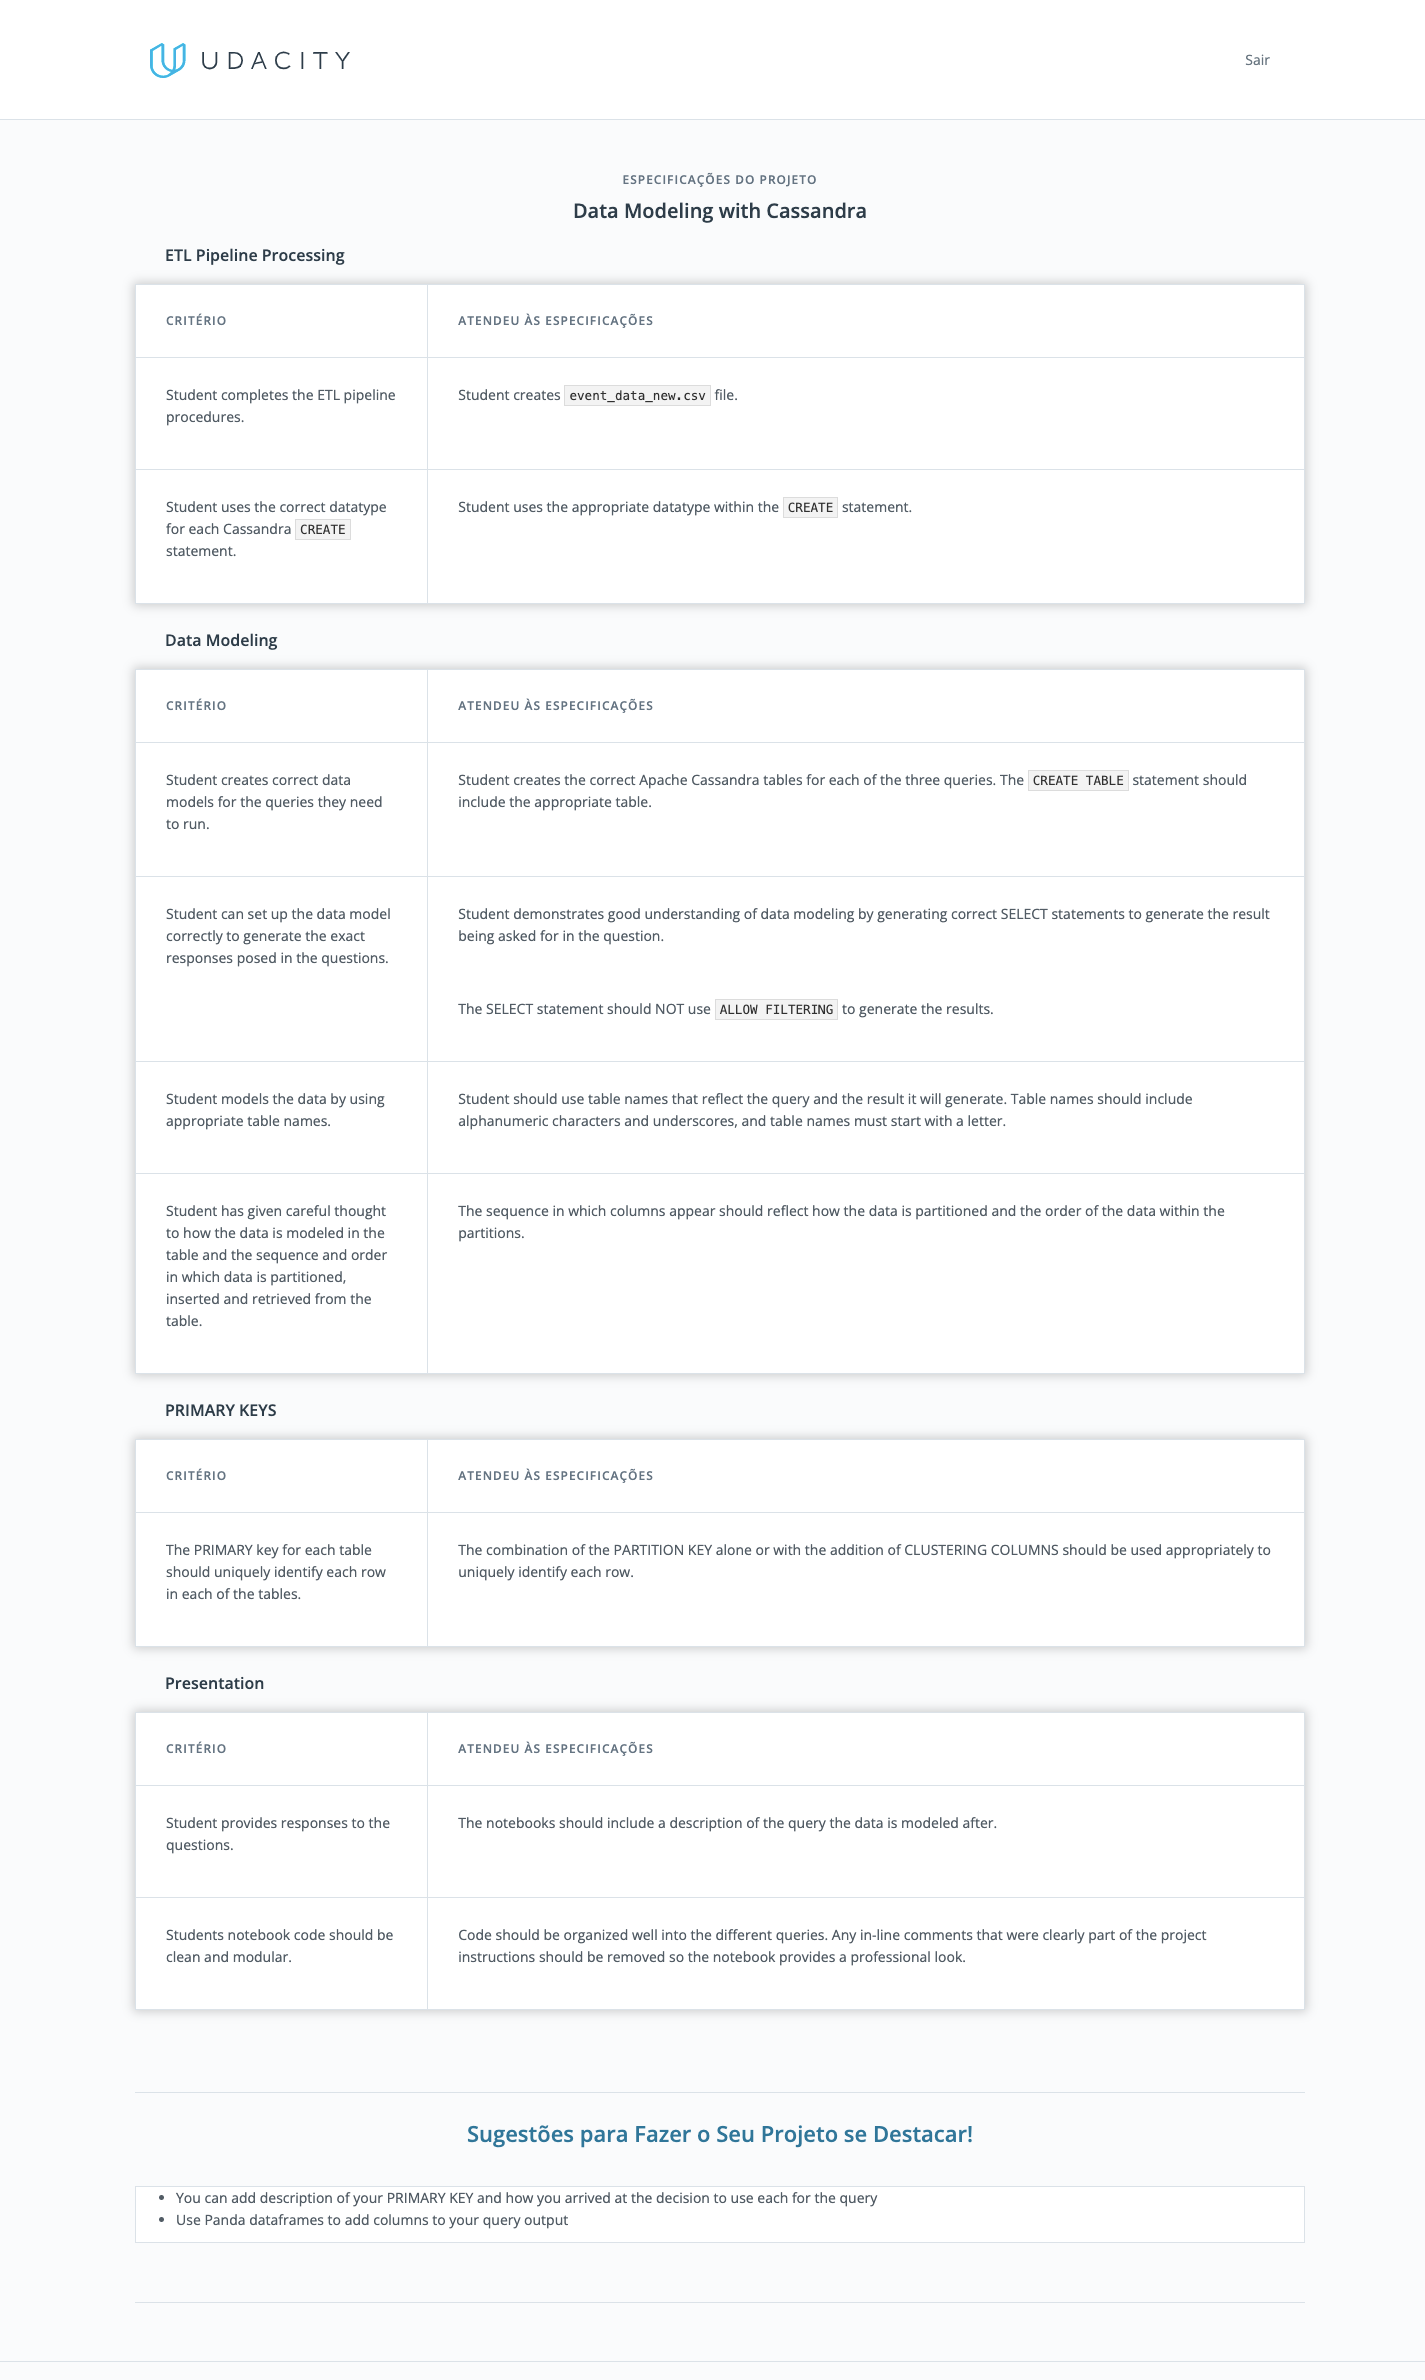 UDACITY
Sair
ESPECIFICAÇÕES DO PROJETO
Data Modeling with Cassandra
ETL Pipeline Processing
CRITÉRIO
ATENDEU ÀS ESPECIFICAÇÕES
Student completes the ETL pipeline
procedures.
Student creates event_data_new.csv file.
Student uses the correct datatype
for each Cassandra CREATE
statement.
Student uses the appropriate datatype within the CREATE statement.
Data Modeling
CRITÉRIO
ATENDEU ÀS ESPECIFICAÇÕES
Student creates correct data
models for the queries they need
to run.
Student creates the correct Apache Cassandra tables for each of the three queries. The CREATE TABLE statement should
include the appropriate table.
Student can set up the data model
correctly to generate the exact
responses posed in the questions.
Student demonstrates good understanding of data modeling by generating correct SELECT statements to generate the result
being asked for in the question.
The SELECT statement should NOT use ALLOW FILTERING to generate the results.
Student models the data by using
appropriate table names.
Student should use table names that reflect the query and the result it will generate. Table names should include
alphanumeric characters and underscores, and table names must start with a letter.
Student has given careful thought
to how the data is modeled in the
table and the sequence and order
in which data is partitioned,
inserted and retrieved from the
table.
The sequence in which columns appear should reflect how the data is partitioned and the order of the data within the
partitions.
PRIMARY KEYS
CRITÉRIO
ATENDEU ÀS ESPECIFICAÇÕES
The PRIMARY key for each table
should uniquely identify each row
in each of the tables.
The combination of the PARTITION KEY alone or with the addition of CLUSTERING COLUMNS should be used appropriately to
uniquely identify each row.
Presentation
CRITÉRIO
ATENDEU ÀS ESPECIFICAÇÕES
Student provides responses to the
questions.
The notebooks should include a description of the query the data is modeled after.
Students notebook code should be
clean and modular.
Code should be organized well into the different queries. Any in-line comments that were clearly part of the project
instructions should be removed so the notebook provides a professional look.
Sugestões para Fazer o Seu Projeto se Destacar!
• You can add description of your PRIMARY KEY and how you arrived at the decision to use each for the query
• Use Panda dataframes to add columns to your query output